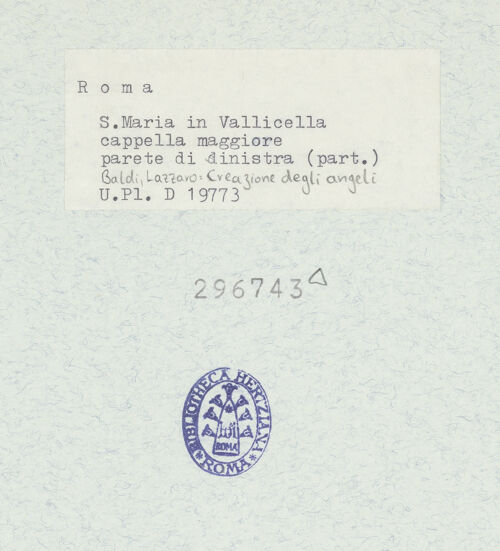 R o m a
S.Maria in Vallicella
cappella maggiore
parete di sinistra (part.)
Baldi, Lazzaro: Creazione degli angeli
U.Pl. D 19773
296743
BIBLIOTHECA HERTZIANA
* ROMA *
ROMA